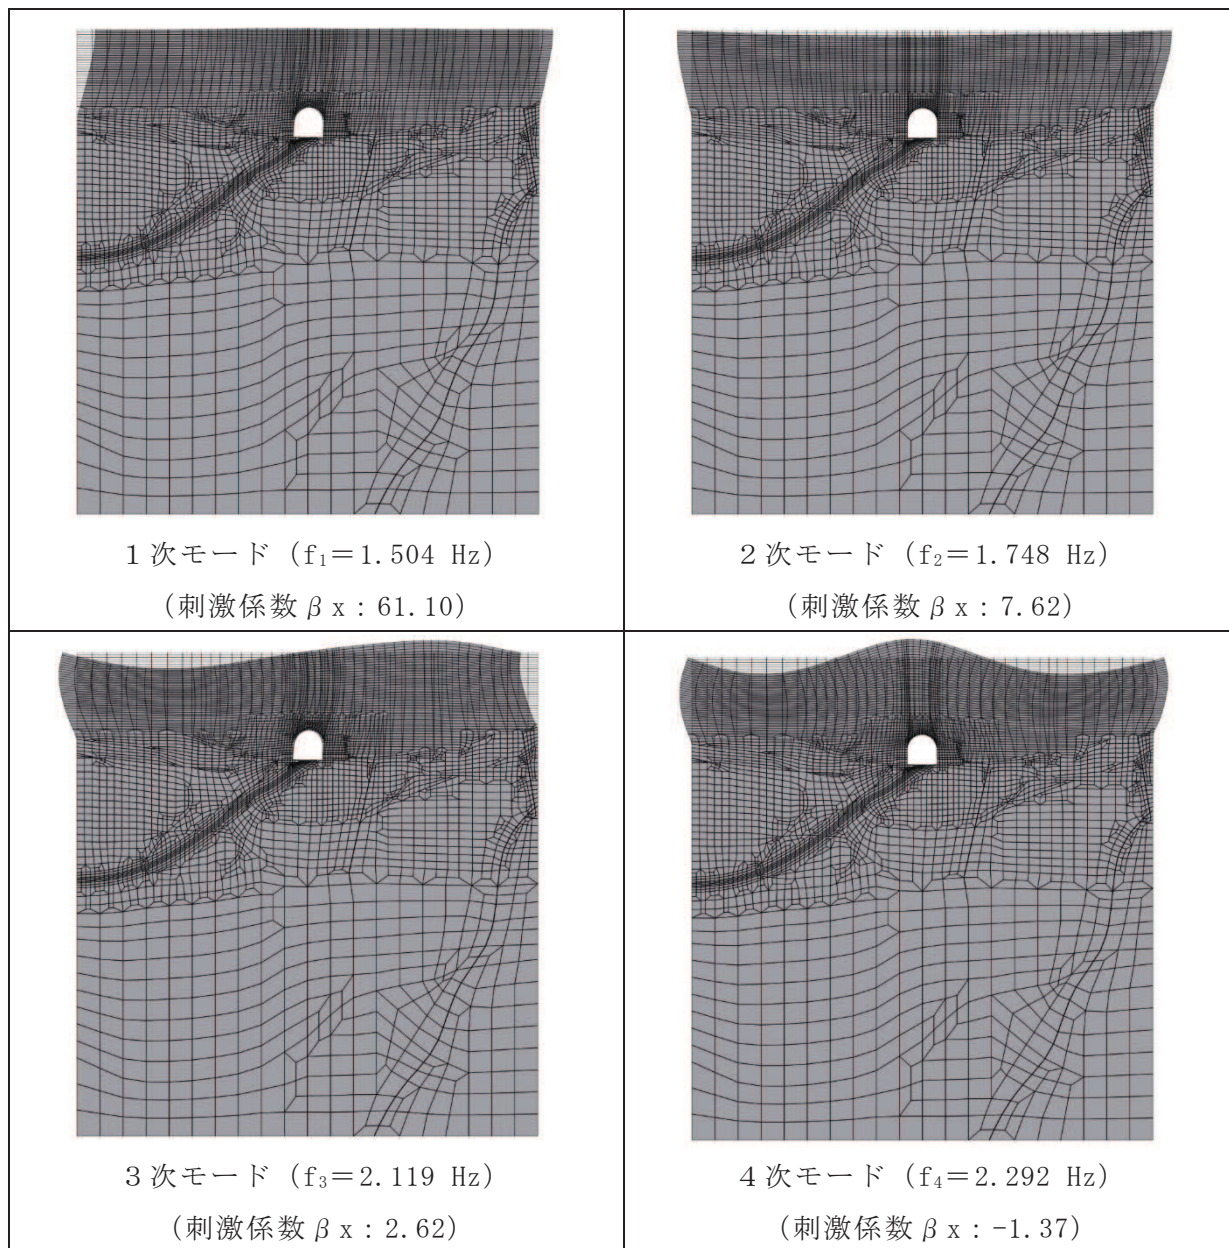 1次モード（f₁＝1.504 Hz）
（刺激係数βx：61.10）
2次モード（f₂＝1.748 Hz）
（刺激係数βx：7.62）
3次モード（f₃＝2.119 Hz）
（刺激係数βx：2.62）
4次モード（f₄＝2.292 Hz）
（刺激係数βx：-1.37）